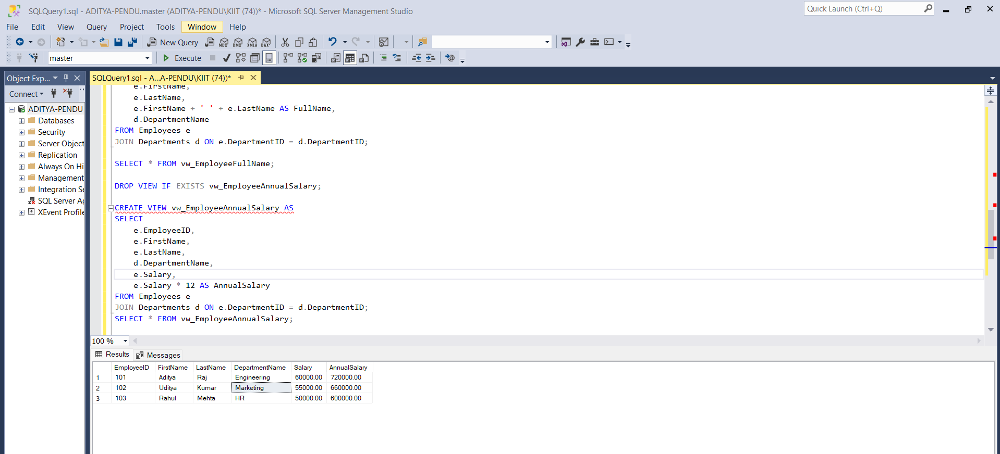 SQLQuery1.sql - ADITYA-PENDU.master (ADITYA-PENDU\KIIT (74))* - Microsoft SQL Server Management Studio
Quick Launch (Ctrl+Q)
File Edit View Query Project Tools Window Help
New Query MDX DMX XMLA DAX
master Execute
Object Exp...
SQLQuery1.sql - A...A-PENDU\KIIT (74))*
Connect
ADITYA-PENDU
Databases
Security
Server Object
Replication
Always On Hi
Management
Integration Se
SQL Server Ag
XEvent Profile
e.FirstName,
e.LastName,
e.FirstName + ' ' + e.LastName AS FullName,
d.DepartmentName
FROM Employees e
JOIN Departments d ON e.DepartmentID = d.DepartmentID;
SELECT * FROM vw_EmployeeFullName;
DROP VIEW IF EXISTS vw_EmployeeAnnualSalary;
CREATE VIEW vw_EmployeeAnnualSalary AS
SELECT
e.EmployeeID,
e.FirstName,
e.LastName,
d.DepartmentName,
e.Salary,
e.Salary * 12 AS AnnualSalary
FROM Employees e
JOIN Departments d ON e.DepartmentID = d.DepartmentID;
SELECT * FROM vw_EmployeeAnnualSalary;
100 %
Results Messages
EmployeeID FirstName LastName DepartmentName Salary AnnualSalary
1 101 Aditya Raj Engineering 60000.00 720000.00
2 102 Uditya Kumar Marketing 55000.00 660000.00
3 103 Rahul Mehta HR 50000.00 600000.00